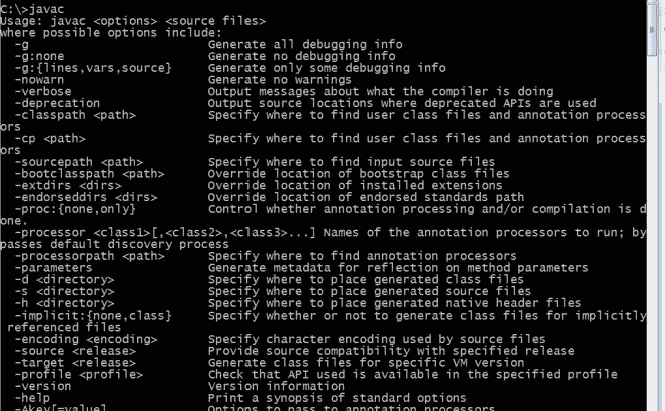 C:\>javac
Usage: javac <options> <source files>
where possible options include:
  -g                         Generate all debugging info
  -g:none                    Generate no debugging info
  -g:{lines,vars,source}     Generate only some debugging info
  -nowarn                    Generate no warnings
  -verbose                   Output messages about what the compiler is doing
  -deprecation               Output source locations where deprecated APIs are used
  -classpath <path>          Specify where to find user class files and annotation process
ors
  -cp <path>                 Specify where to find user class files and annotation process
ors
  -sourcepath <path>         Specify where to find input source files
  -bootclasspath <path>      Override location of bootstrap class files
  -extdirs <dirs>            Override location of installed extensions
  -endorseddirs <dirs>       Override location of endorsed standards path
  -proc:{none,only}          Control whether annotation processing and/or compilation is d
one.
  -processor <class1>[,<class2>,<class3>...] Names of the annotation processors to run; by
passes default discovery process
  -processorpath <path>      Specify where to find annotation processors
  -parameters                Generate metadata for reflection on method parameters
  -d <directory>             Specify where to place generated class files
  -s <directory>             Specify where to place generated source files
  -h <directory>             Specify where to place generated native header files
  -implicit:{none,class}     Specify whether or not to generate class files for implicitly
 referenced files
  -encoding <encoding>       Specify character encoding used by source files
  -source <release>          Provide source compatibility with specified release
  -target <release>          Generate class files for specific VM version
  -profile <profile>         Check that API used is available in the specified profile
  -version                   Version information
  -help                      Print a synopsis of standard options
  -Akey[=value]              Options to pass to annotation processors